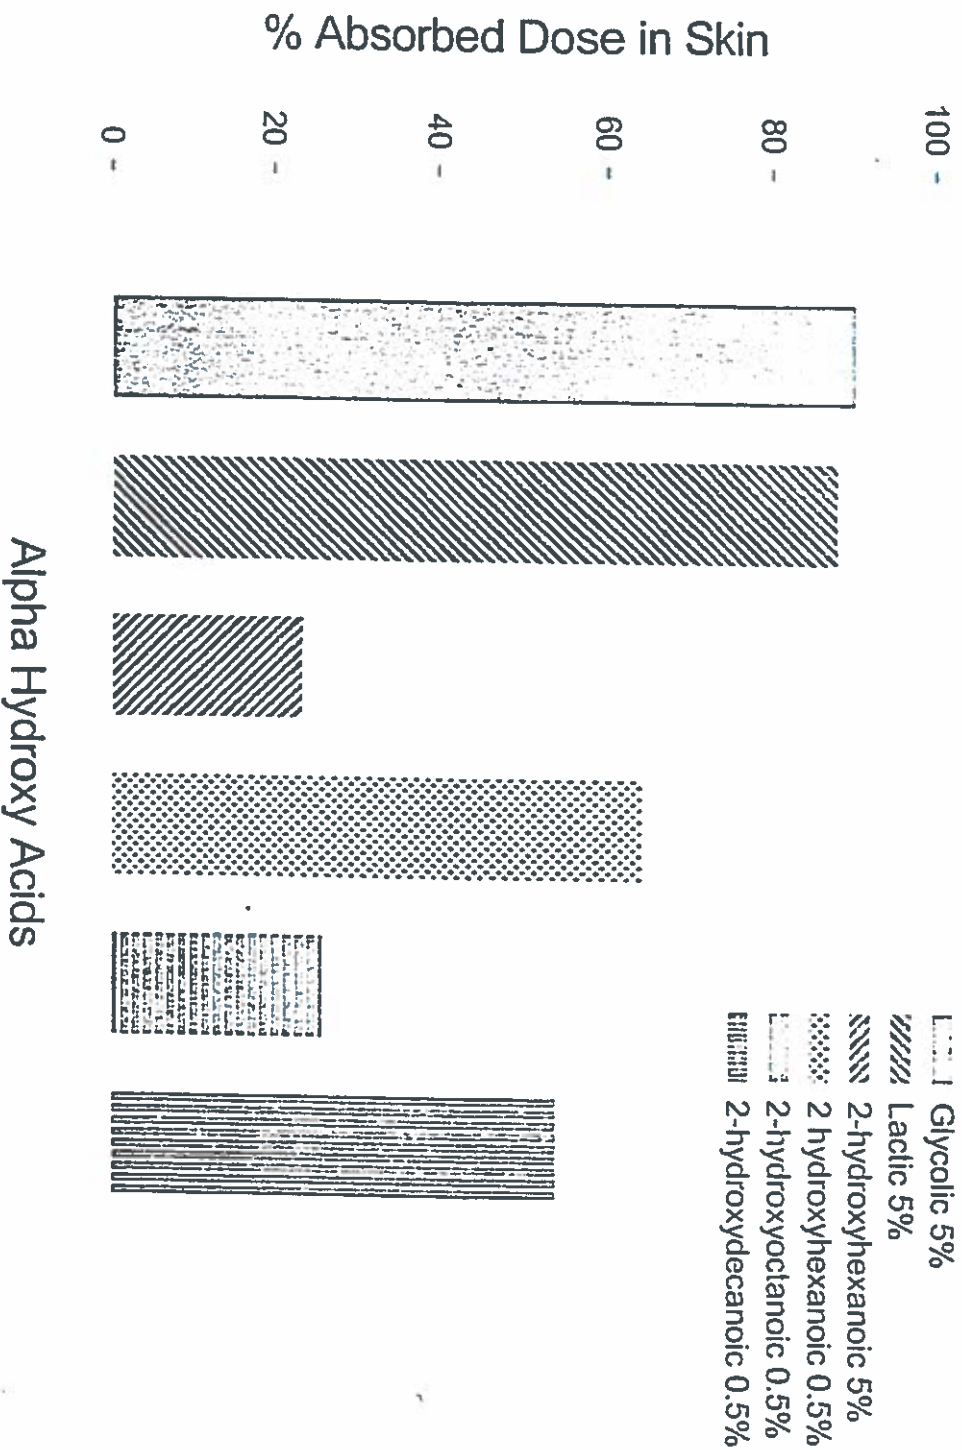 % Absorbed Dose in Skin
100
80
60
40
20
0
Glycolic 5%
Lactic 5%
2-hydroxyhexanoic 5%
2 hydroxyhexanoic 0.5%
2-hydroxyoctanoic 0.5%
2-hydroxydecanoic 0.5%
Alpha Hydroxy Acids